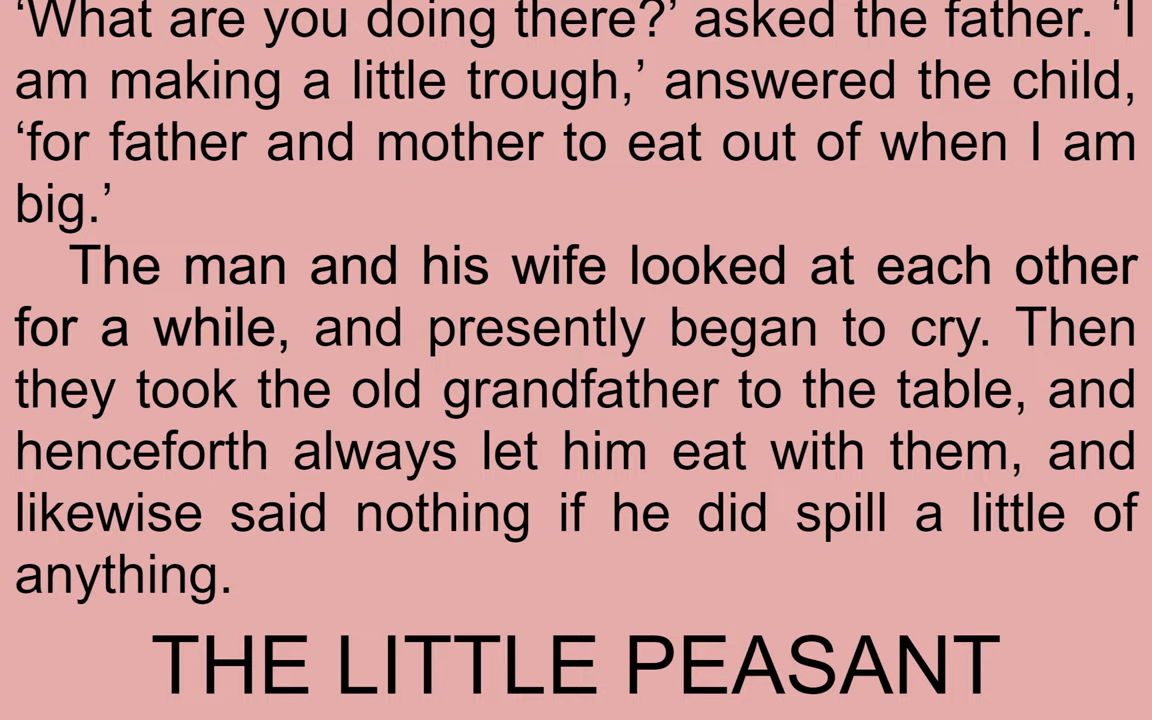 ‘What are you doing there?’ asked the father. ‘I
am making a little trough,’ answered the child,
‘for father and mother to eat out of when I am
big.’
The man and his wife looked at each other
for a while, and presently began to cry. Then
they took the old grandfather to the table, and
henceforth always let him eat with them, and
likewise said nothing if he did spill a little of
anything.
THE LITTLE PEASANT